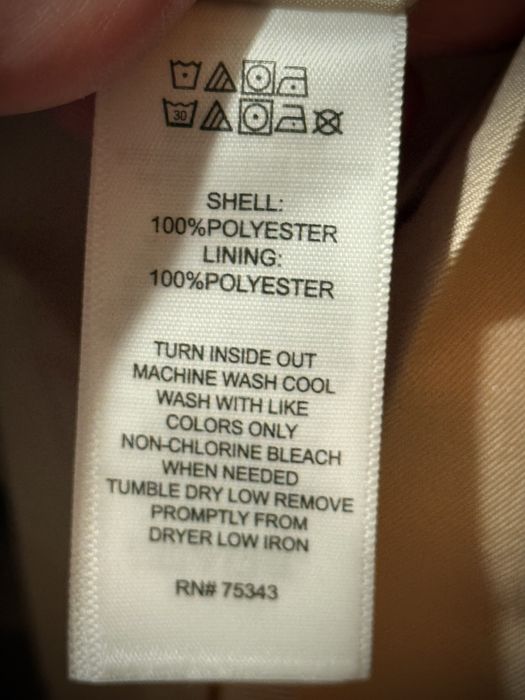 30
SHELL:
100%POLYESTER
LINING:
100%POLYESTER
TURN INSIDE OUT
MACHINE WASH COOL
WASH WITH LIKE
COLORS ONLY
NON-CHLORINE BLEACH
WHEN NEEDED
TUMBLE DRY LOW REMOVE
PROMPTLY FROM
DRYER LOW IRON
RN# 75343